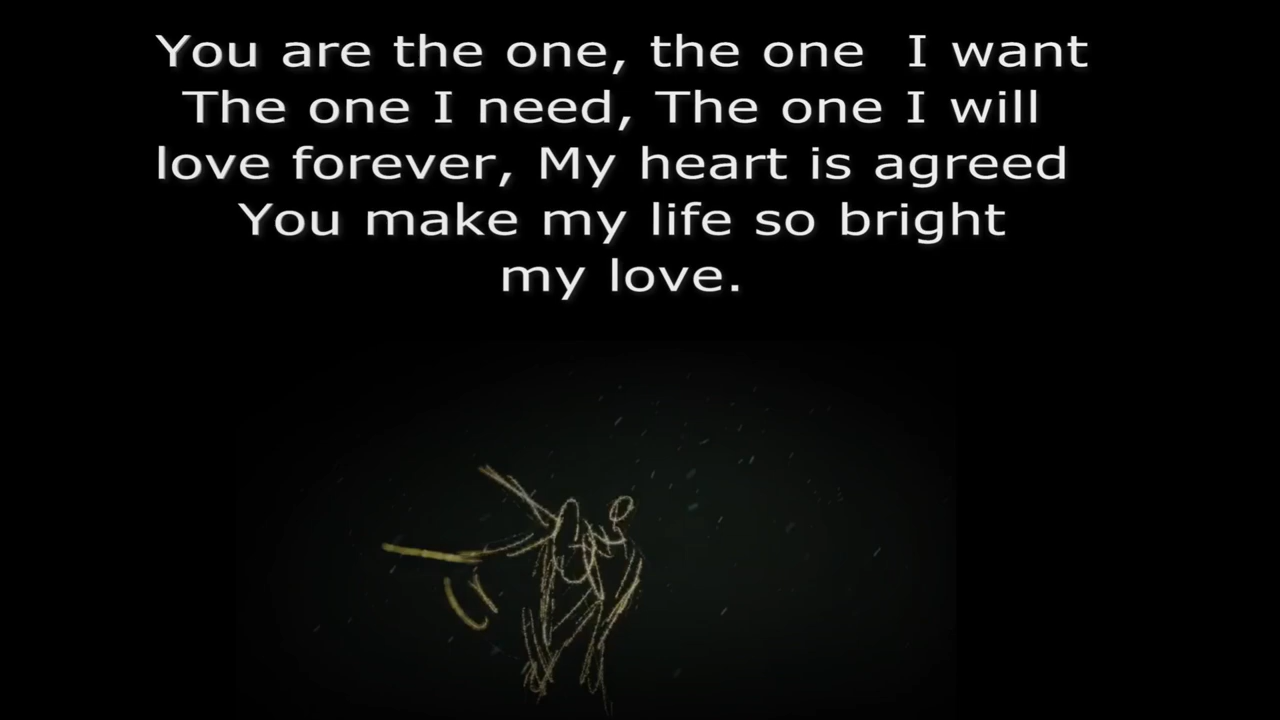 You are the one, the one  I want
The one I need, The one I will
love forever, My heart is agreed
You make my life so bright
my love.